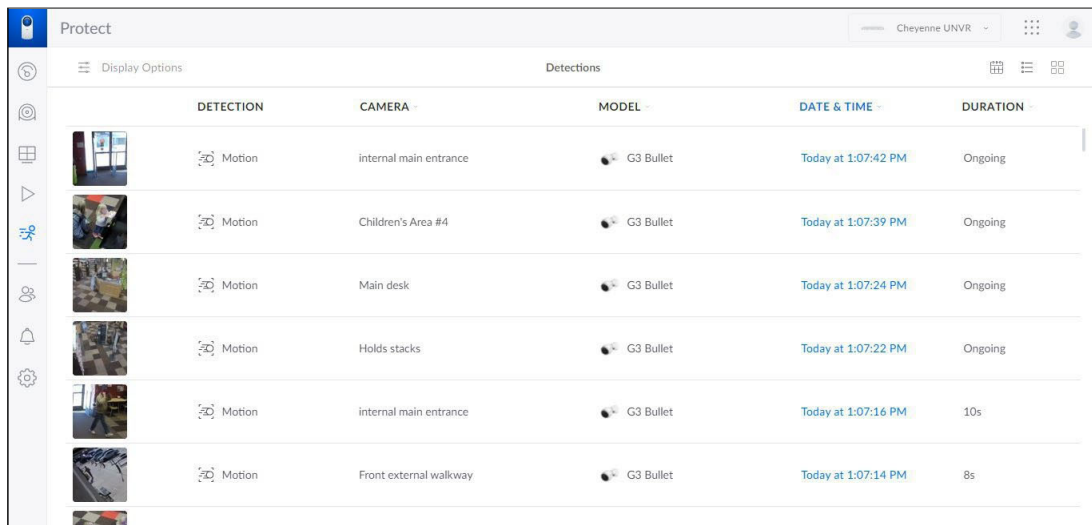 Protect
Cheyenne UNVR
Display Options
Detections
DETECTION CAMERA MODEL DATE & TIME DURATION
Motion internal main entrance G3 Bullet Today at 1:07:42 PM Ongoing
Motion Children's Area #4 G3 Bullet Today at 1:07:39 PM Ongoing
Motion Main desk G3 Bullet Today at 1:07:24 PM Ongoing
Motion Holds stacks G3 Bullet Today at 1:07:22 PM Ongoing
Motion internal main entrance G3 Bullet Today at 1:07:16 PM 10s
Motion Front external walkway G3 Bullet Today at 1:07:14 PM 8s